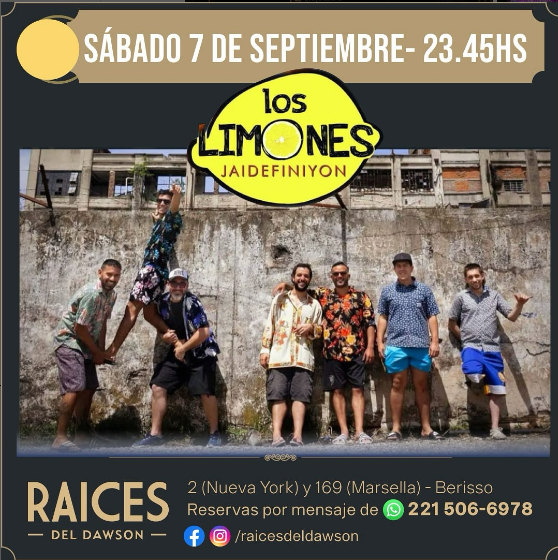 SÁBADO 7 DE SEPTIEMBRE- 23.45HS
los
LIMONES
JAIDEFINIYON
RAICES
DEL DAWSON
2 (Nueva York) y 169 (Marsella) - Berisso
Reservas por mensaje de 221 506-6978
/raicesdeldawson